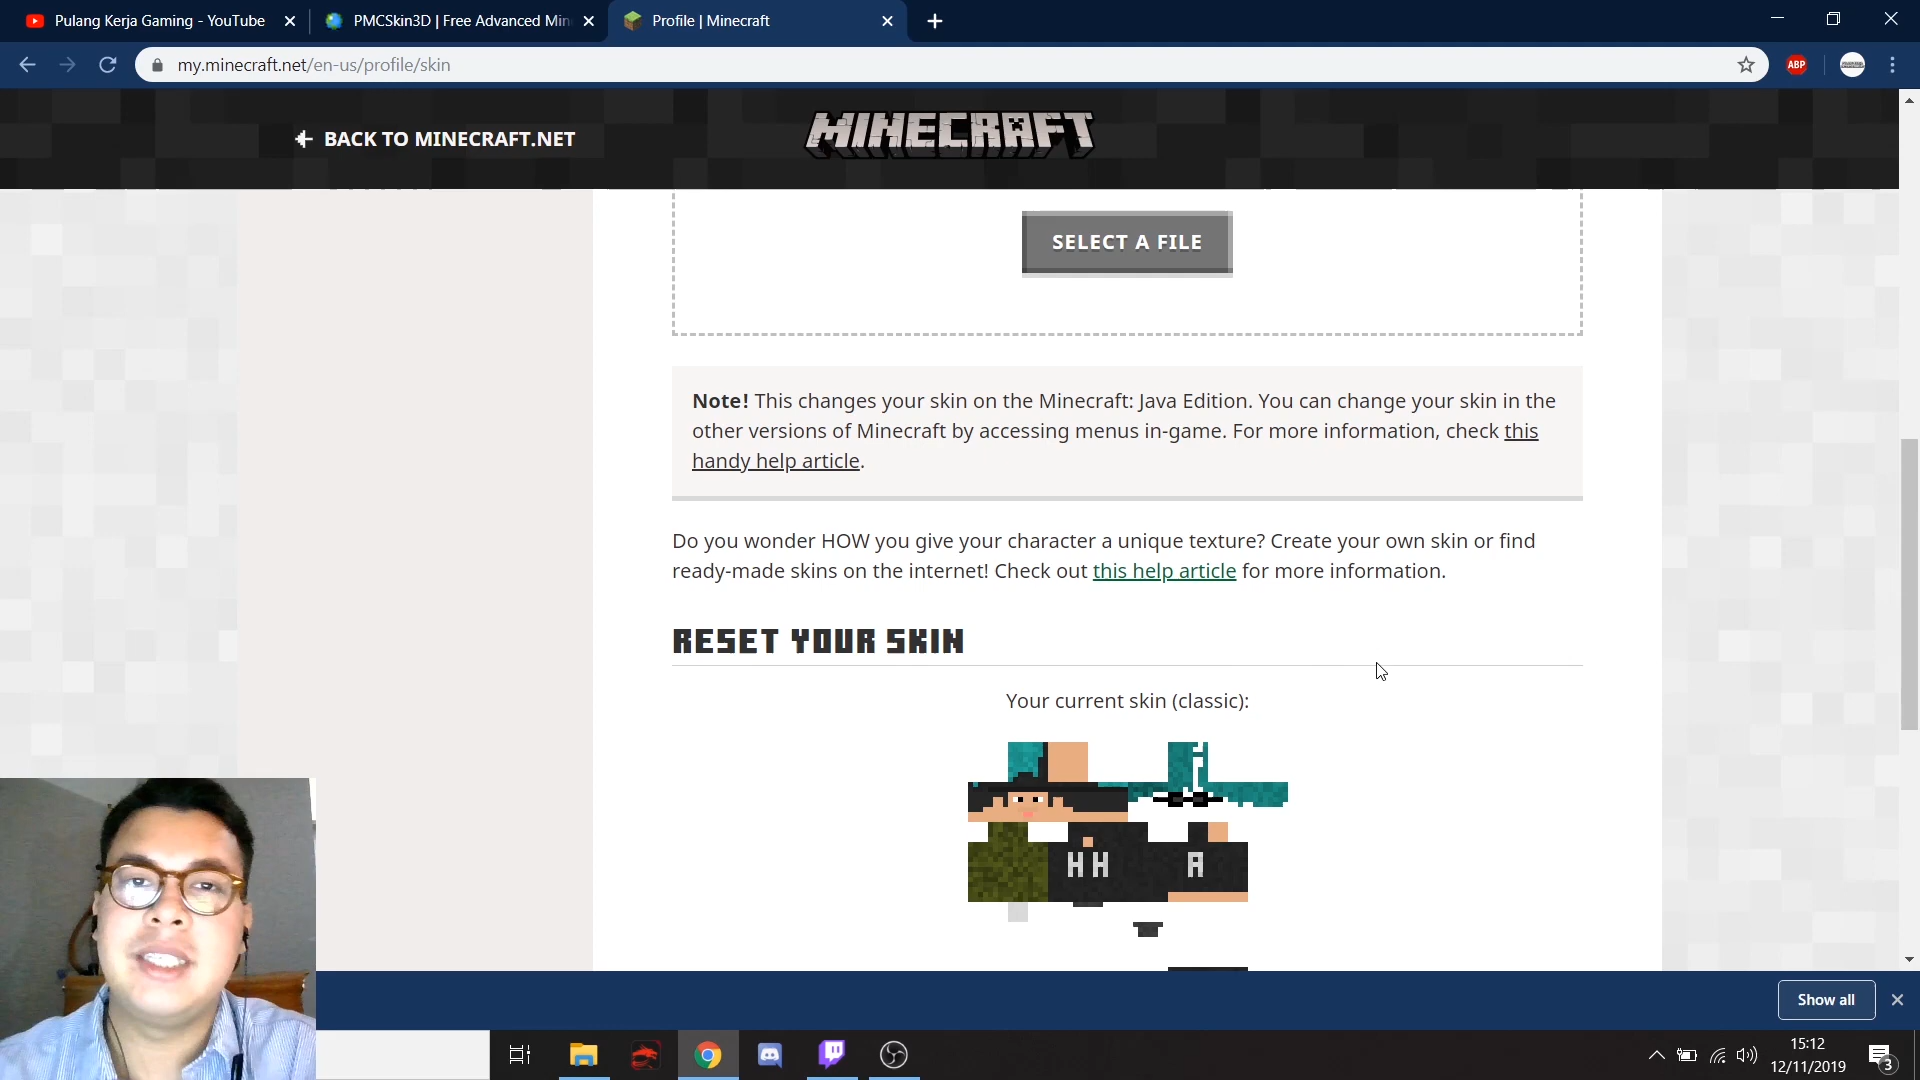 Pulang Kerja Gaming - YouTube
PMCSkin3D | Free Advanced Min
Profile | Minecraft
my.minecraft.net/en-us/profile/skin
ABP
BACK TO MINECRAFT.NET
MINECRAFT
SELECT A FILE
Note! This changes your skin on the Minecraft: Java Edition. You can change your skin in the
other versions of Minecraft by accessing menus in-game. For more information, check this
handy help article.
Do you wonder HOW you give your character a unique texture? Create your own skin or find
ready-made skins on the internet! Check out this help article for more information.
RESET YOUR SKIN
Your current skin (classic):
H H A
Show all
15:12
12/11/2019
3